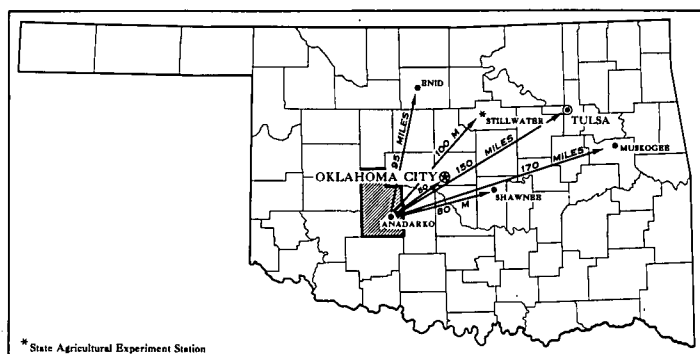 ENID
95 MILES
100 M
* STILLWATER
TULSA
150 MILES
MUSKOGEE
170 MILES
OKLAHOMA CITY
SHAWNEE
80 M
ANADARKO
* State Agricultural Experiment Station